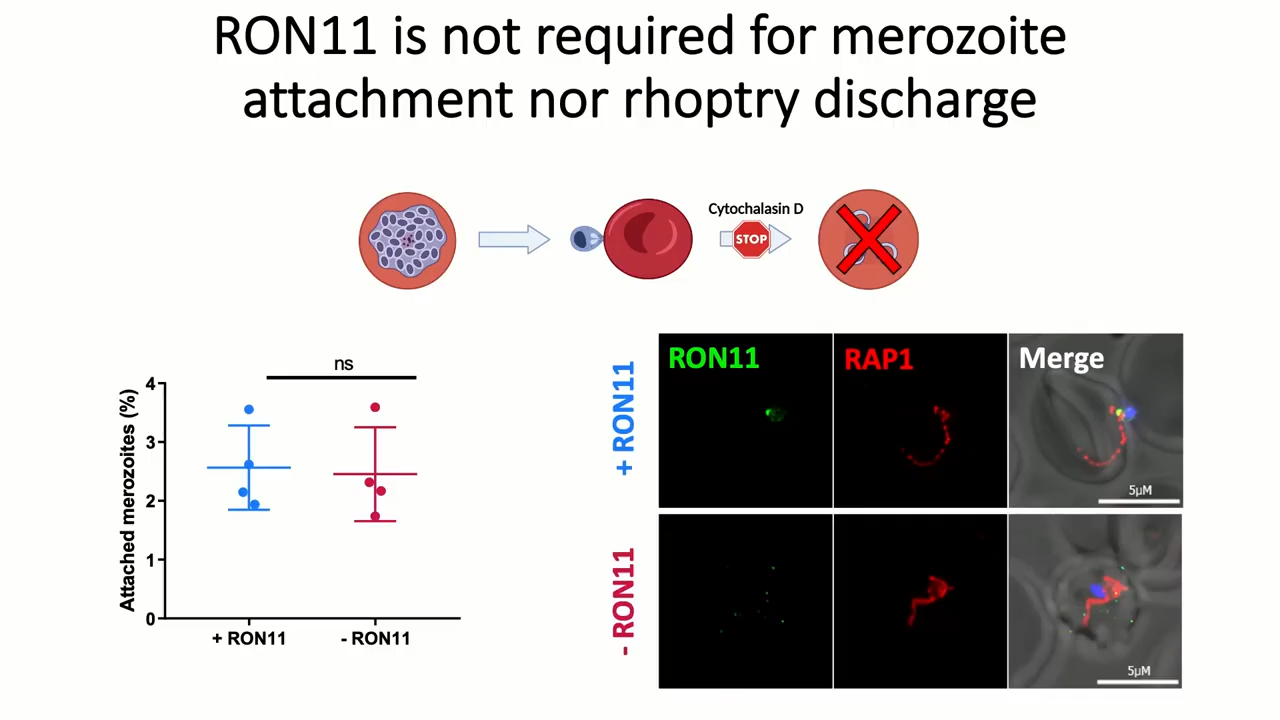 RON11 is not required for merozoite
attachment nor rhoptry discharge
Cytochalasin D
STOP
ns
4
3
2
1
0
Attached merozoites (%)
+ RON11
- RON11
+ RON11
- RON11
RON11
RAP1
Merge
5µM
5µM